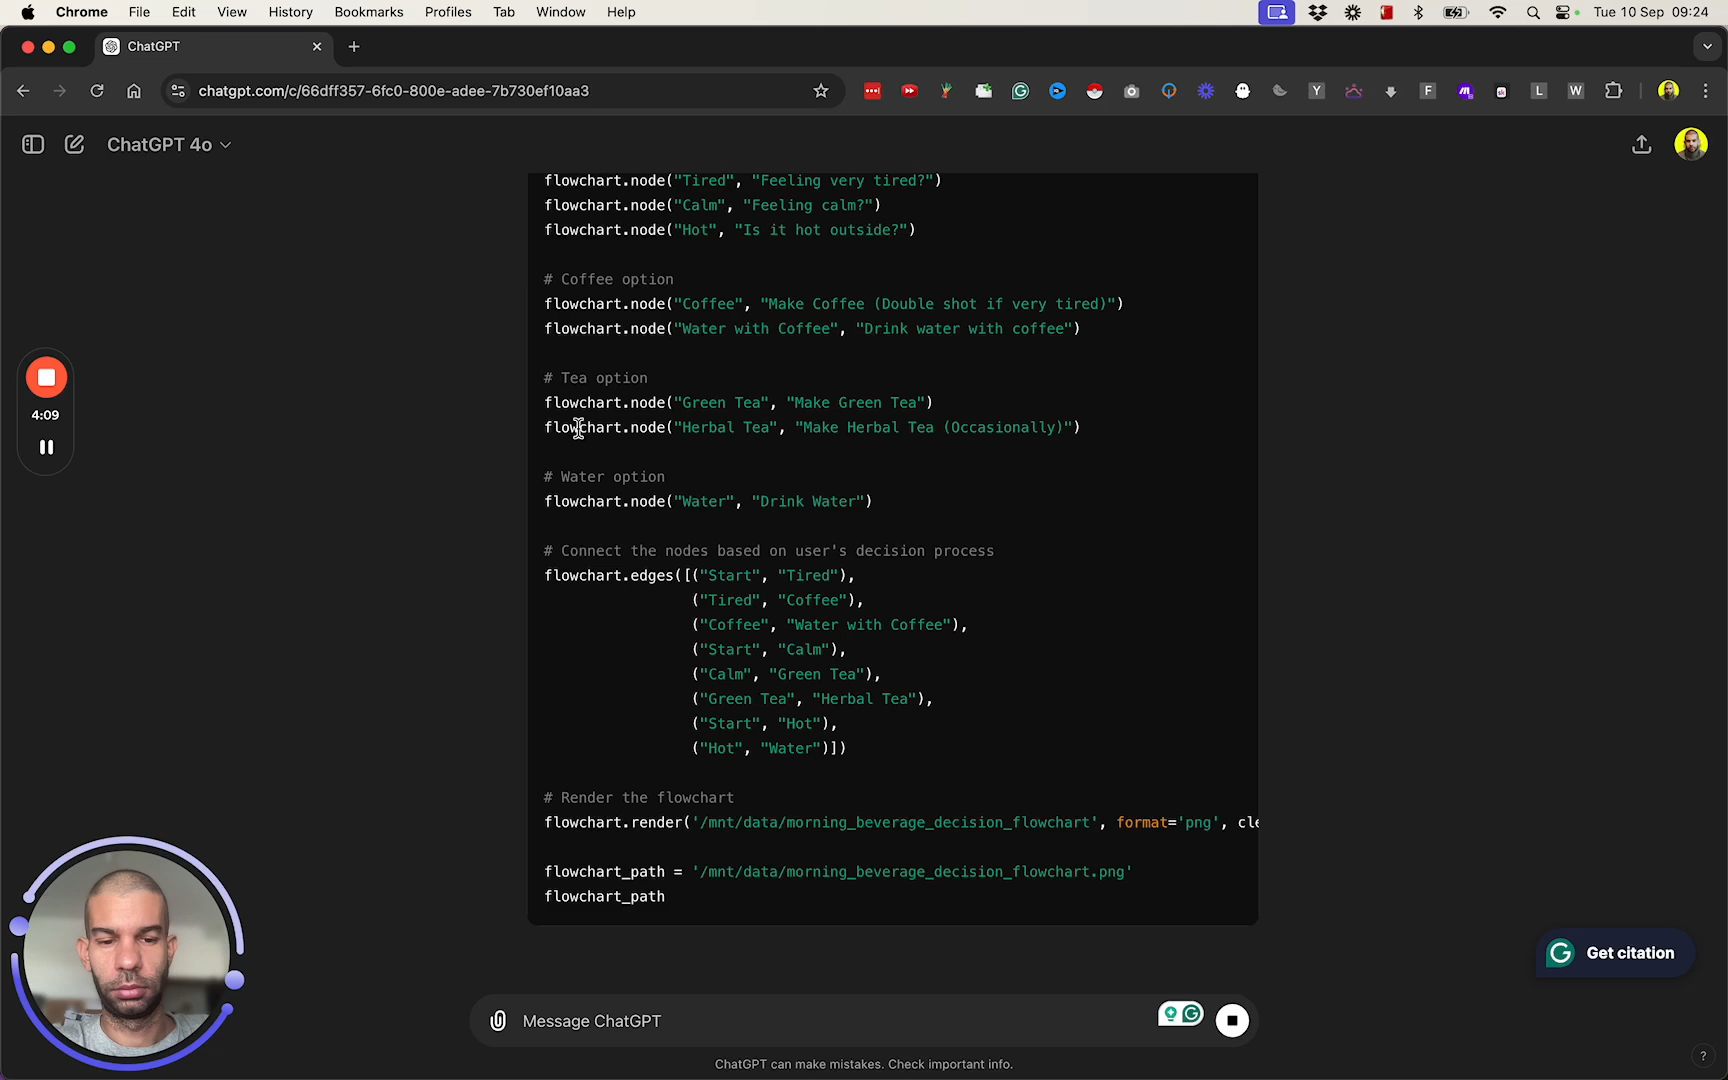 Chrome File Edit View History Bookmarks Profiles Tab Window Help Tue 10 Sep 09:24
ChatGPT
chatgpt.com/c/66dff357-6fc0-800e-adee-7b730ef10aa3
ChatGPT 4o
flowchart.node("Tired", "Feeling very tired?")
flowchart.node("Calm", "Feeling calm?")
flowchart.node("Hot", "Is it hot outside?")
# Coffee option
flowchart.node("Coffee", "Make Coffee (Double shot if very tired)")
flowchart.node("Water with Coffee", "Drink water with coffee")
# Tea option
flowchart.node("Green Tea", "Make Green Tea")
flowchart.node("Herbal Tea", "Make Herbal Tea (Occasionally)")
4:09
# Water option
flowchart.node("Water", "Drink Water")
# Connect the nodes based on user's decision process
flowchart.edges([("Start", "Tired"),
("Tired", "Coffee"),
("Coffee", "Water with Coffee"),
("Start", "Calm"),
("Calm", "Green Tea"),
("Green Tea", "Herbal Tea"),
("Start", "Hot"),
("Hot", "Water")])
# Render the flowchart
flowchart.render('/mnt/data/morning_beverage_decision_flowchart', format='png', cle
flowchart_path = '/mnt/data/morning_beverage_decision_flowchart.png'
flowchart_path
Get citation
Message ChatGPT
ChatGPT can make mistakes. Check important info.
?